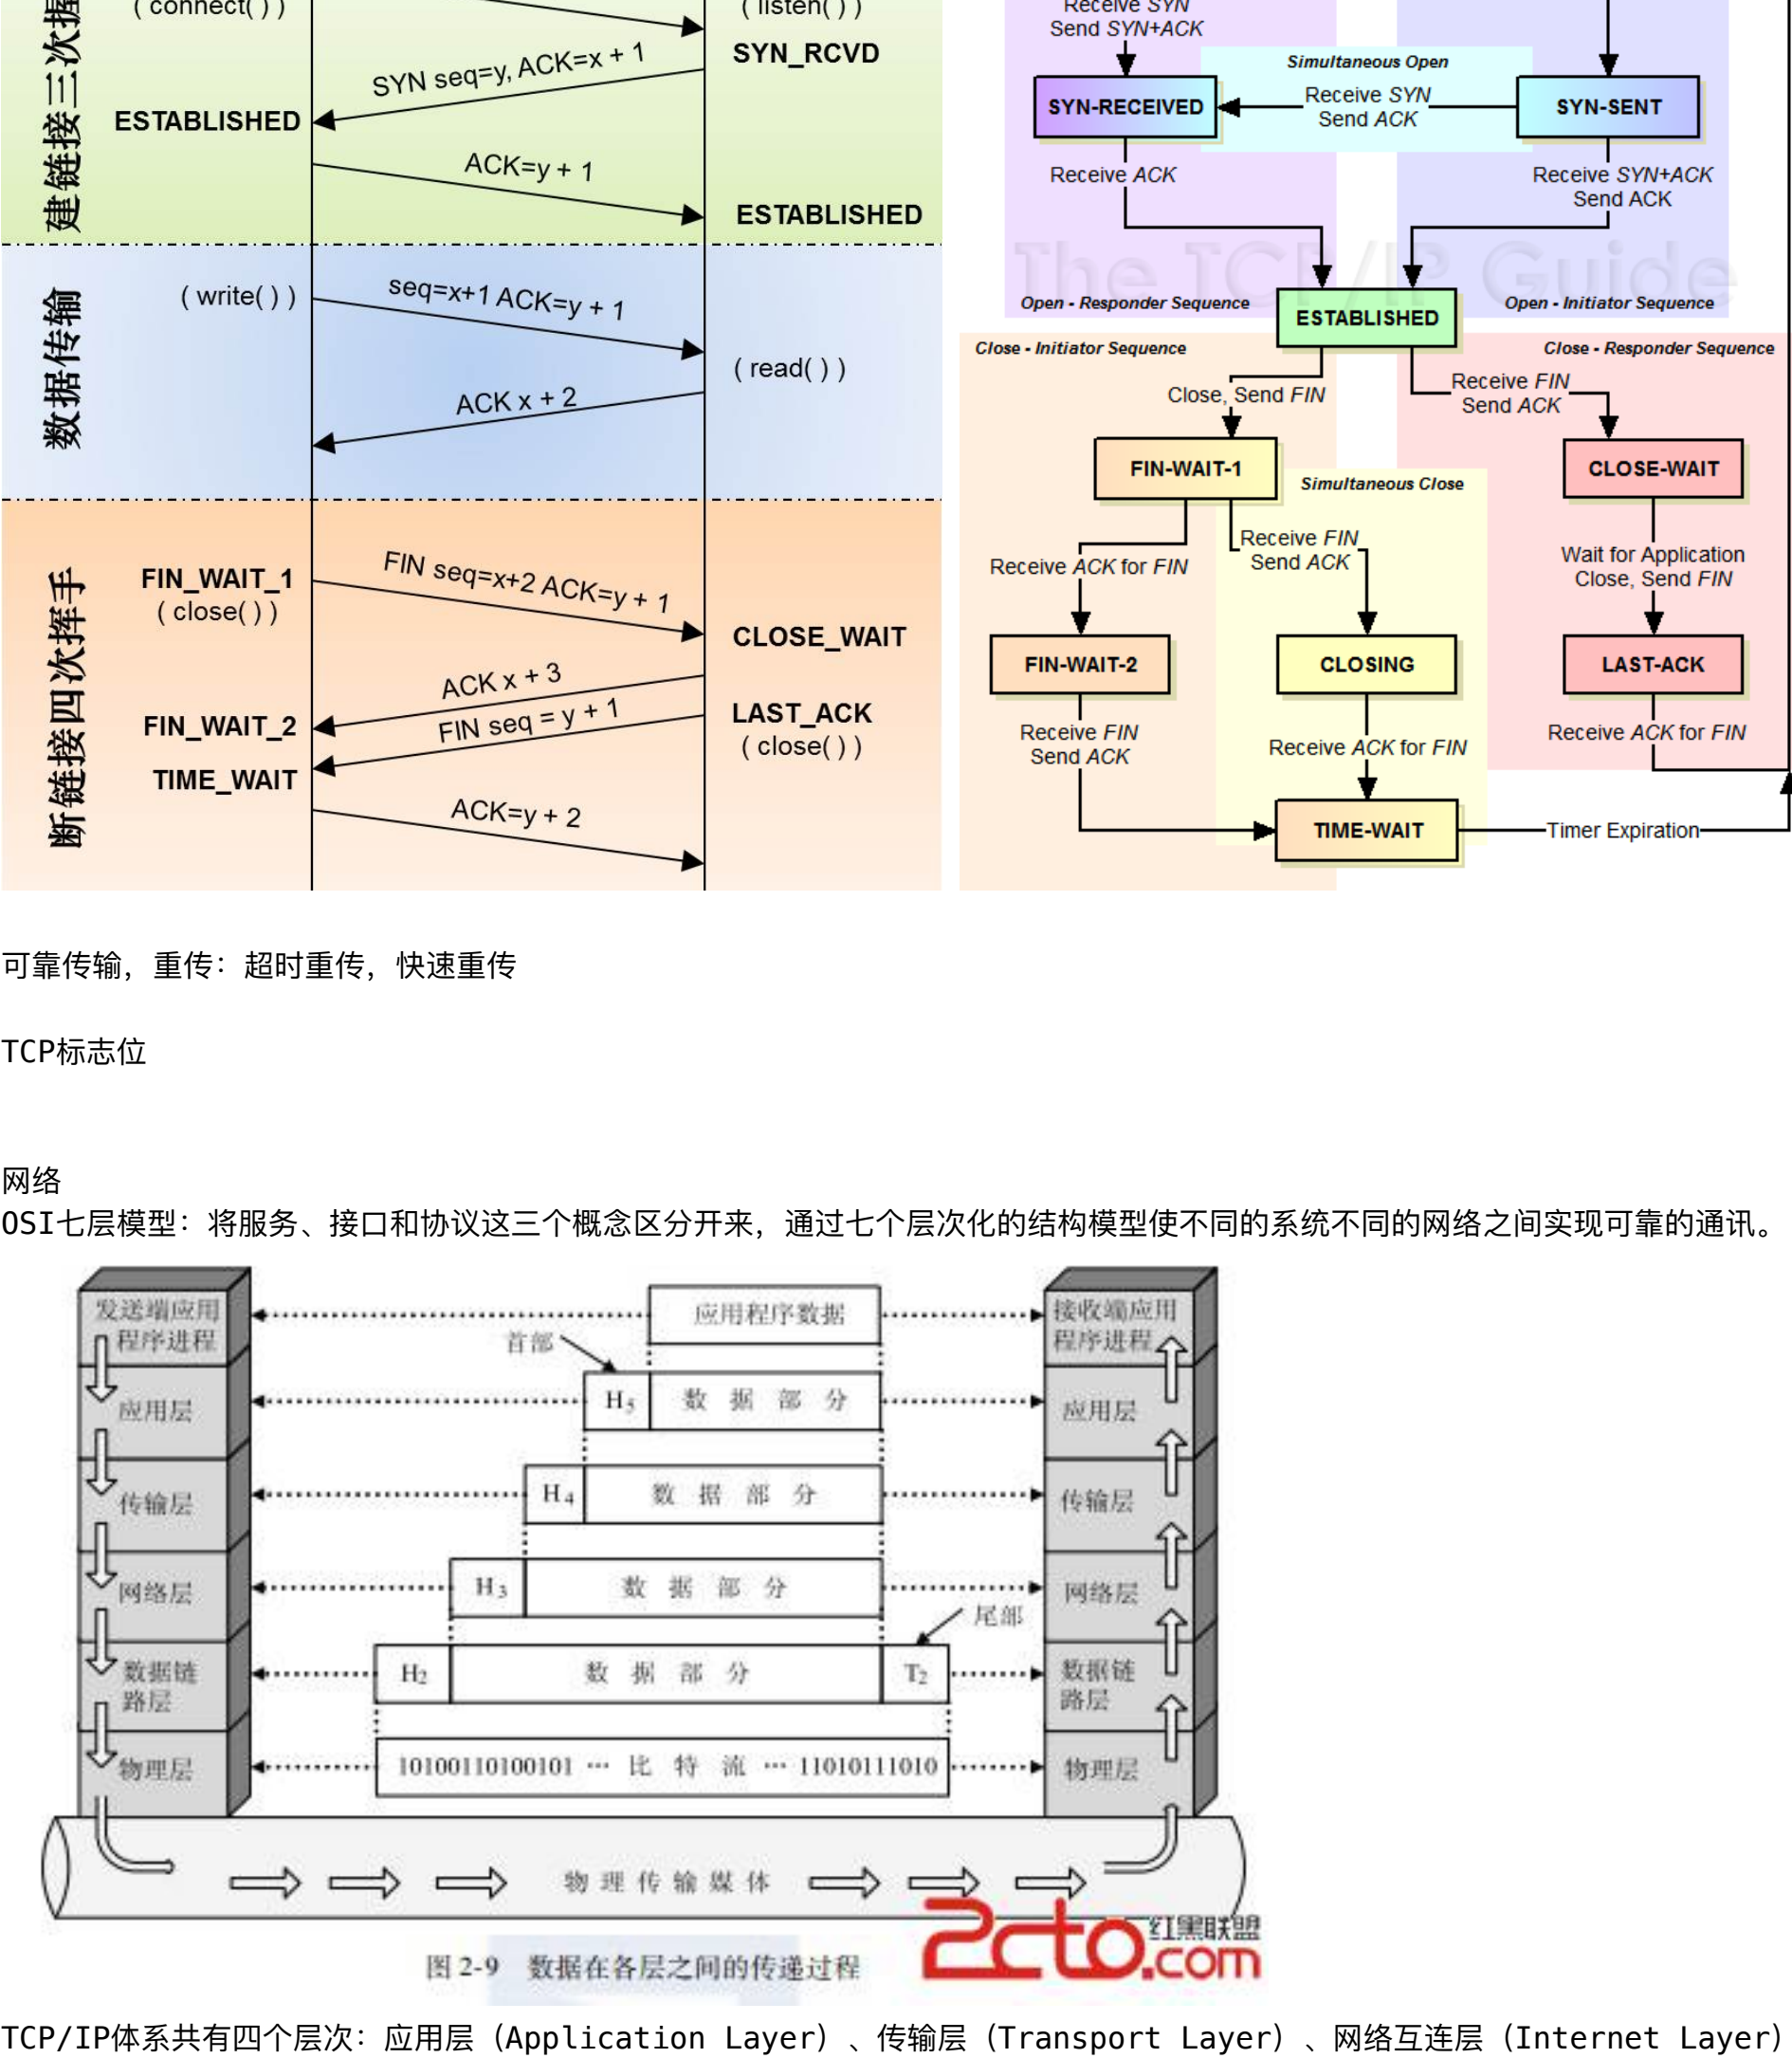 建链接三次握
( connect( ) )
( listen( ) )
SYN_RCVD
SYN seq=y, ACK=x + 1
ESTABLISHED
ACK=y + 1
ESTABLISHED
数据传输
( write( ) )
seq=x+1 ACK=y + 1
( read( ) )
ACK x + 2
断链接四次挥手
FIN_WAIT_1
( close( ) )
FIN seq=x+2 ACK=y + 1
CLOSE_WAIT
ACK x + 3
FIN_WAIT_2
FIN seq = y + 1
LAST_ACK
( close( ) )
TIME_WAIT
ACK=y + 2
Receive SYN
Send SYN+ACK
Simultaneous Open
SYN-RECEIVED
Receive SYN
Send ACK
SYN-SENT
Receive ACK
Receive SYN+ACK
Send ACK
The TCP/IP Guide
Open - Responder Sequence
Open - Initiator Sequence
ESTABLISHED
Close - Initiator Sequence
Close - Responder Sequence
Close, Send FIN
Receive FIN
Send ACK
FIN-WAIT-1
CLOSE-WAIT
Simultaneous Close
Receive ACK for FIN
Receive FIN
Send ACK
Wait for Application
Close, Send FIN
FIN-WAIT-2
CLOSING
LAST-ACK
Receive FIN
Send ACK
Receive ACK for FIN
Receive ACK for FIN
TIME-WAIT
Timer Expiration
可靠传输，重传：超时重传，快速重传
TCP标志位
网络
OSI七层模型：将服务、接口和协议这三个概念区分开来，通过七个层次化的结构模型使不同的系统不同的网络之间实现可靠的通讯。
发送端应用
程序进程
应用程序数据
接收端应用
程序进程
首部
应用层
H5 数据部分
应用层
传输层
H4 数据部分
传输层
网络层
H3 数据部分
网络层
尾部
数据链
路层
H2 数据部分 T2
数据链
路层
物理层
10100110100101 … 比特流 … 11010111010
物理层
物理传输媒体
图 2-9 数据在各层之间的传递过程
2cto.com
红黑联盟
TCP/IP体系共有四个层次：应用层（Application Layer）、传输层（Transport Layer）、网络互连层（Internet Layer）